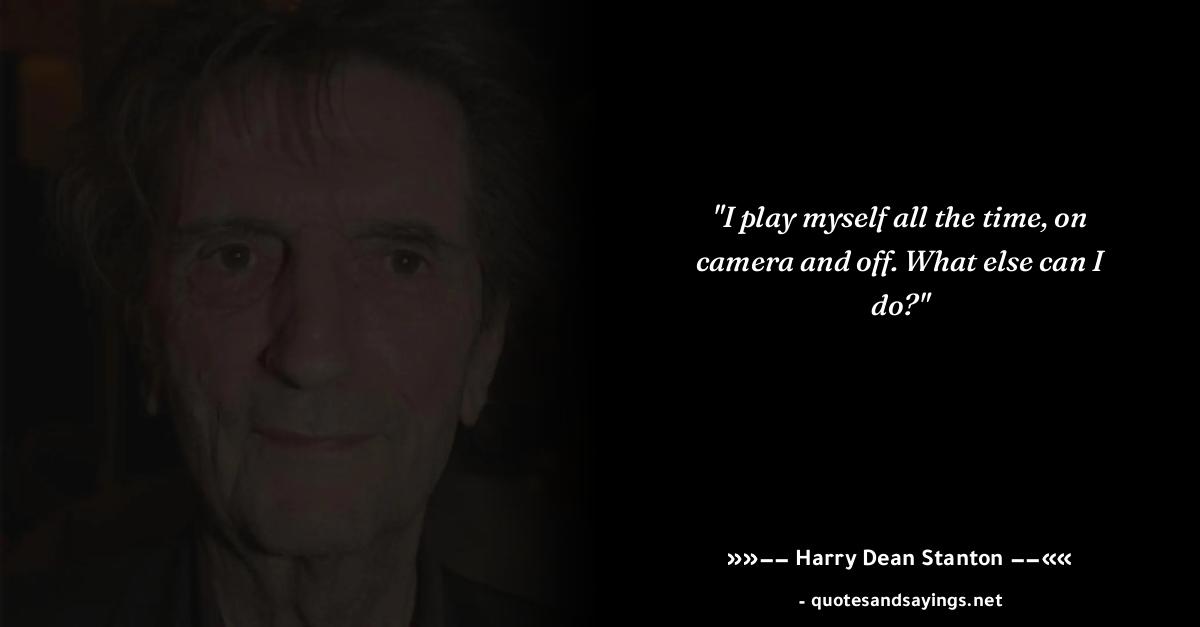 "I play myself all the time, on
camera and off. What else can I
do?"
»»−− Harry Dean Stanton −−««
- quotesandsayings.net